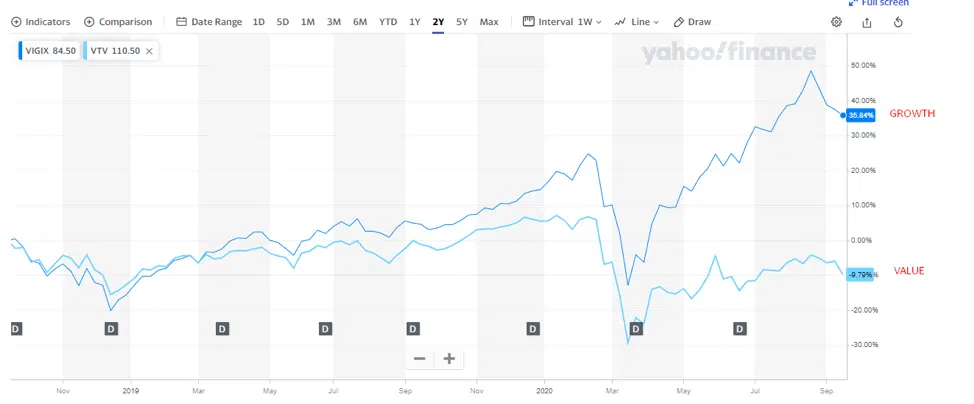 Full screen
Indicators Comparison Date Range 1D 5D 1M 3M 6M YTD 1Y 2Y 5Y Max Interval 1W Line Draw
VIGIX 84.50 VTV 110.50
yahoo!finance
50.00%
40.00%
35.84% GROWTH
30.00%
20.00%
10.00%
0.00%
-9.79% VALUE
-20.00%
D D D D D D D D
-30.00%
Nov 2019 Mar May Jul Sep Nov 2020 Mar May Jul Sep